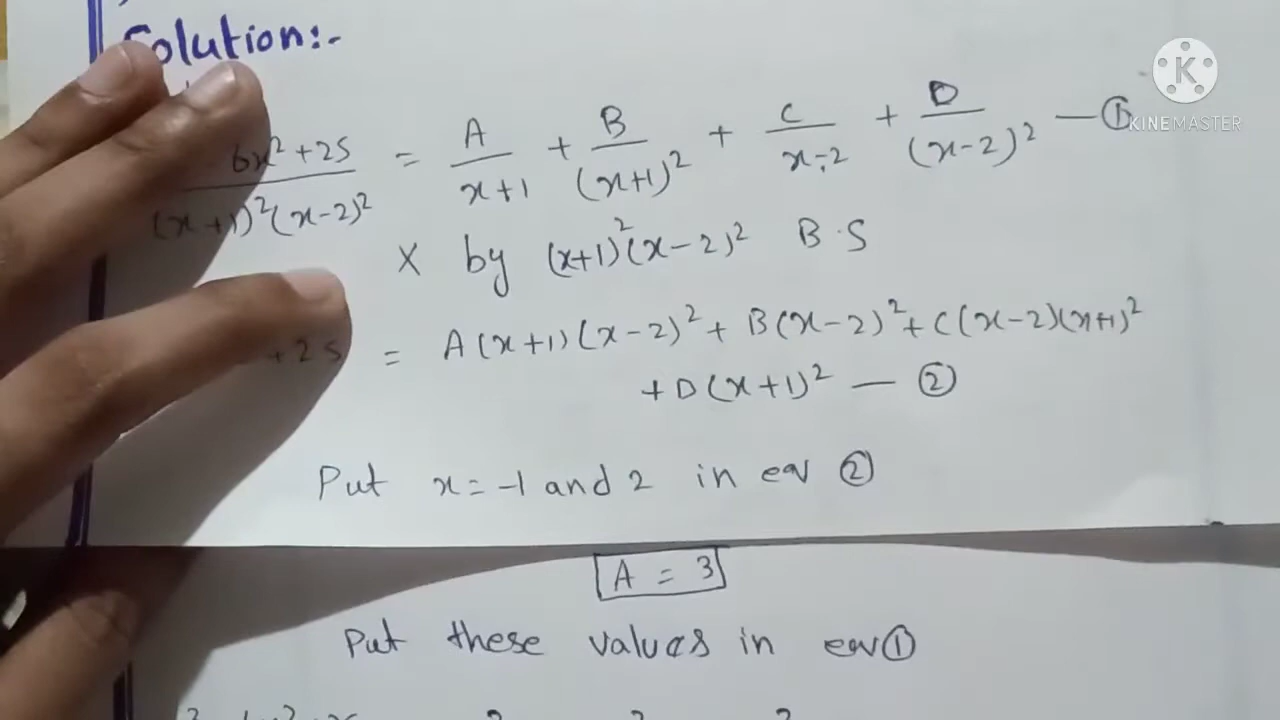 Solution:-
6x²+25 / (x+1)²(x-2)² = A/x+1 + B/(x+1)² + C/x-2 + D/(x-2)² — ①
K
KINEMASTER
X by (x+1)²(x-2)² B.S
+25 = A(x+1)(x-2)² + B(x-2)² + C(x-2)(x+1)²
+D(x+1)² — ②
Put x = -1 and 2 in eq ②
A = 3
Put these values in eq ①